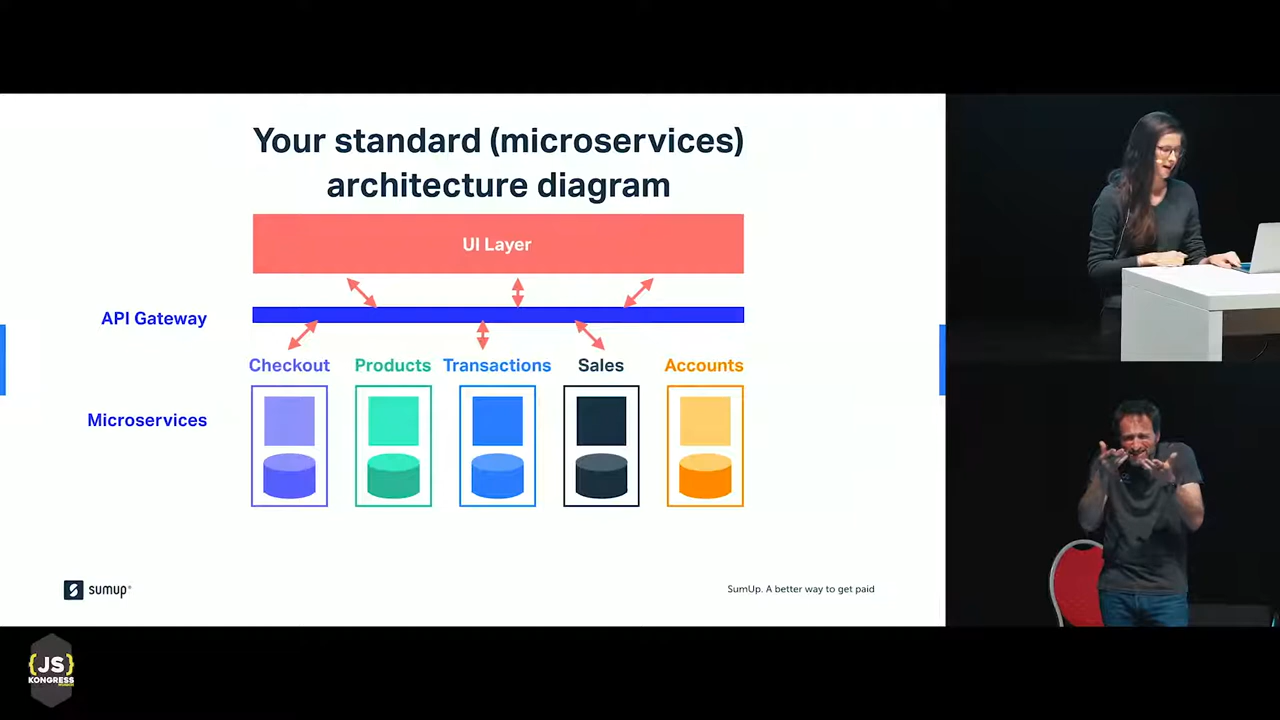 Your standard (microservices)
architecture diagram
UI Layer
API Gateway
Checkout Products Transactions Sales Accounts
Microservices
sumup®
SumUp. A better way to get paid
{JS}
KONGRESS